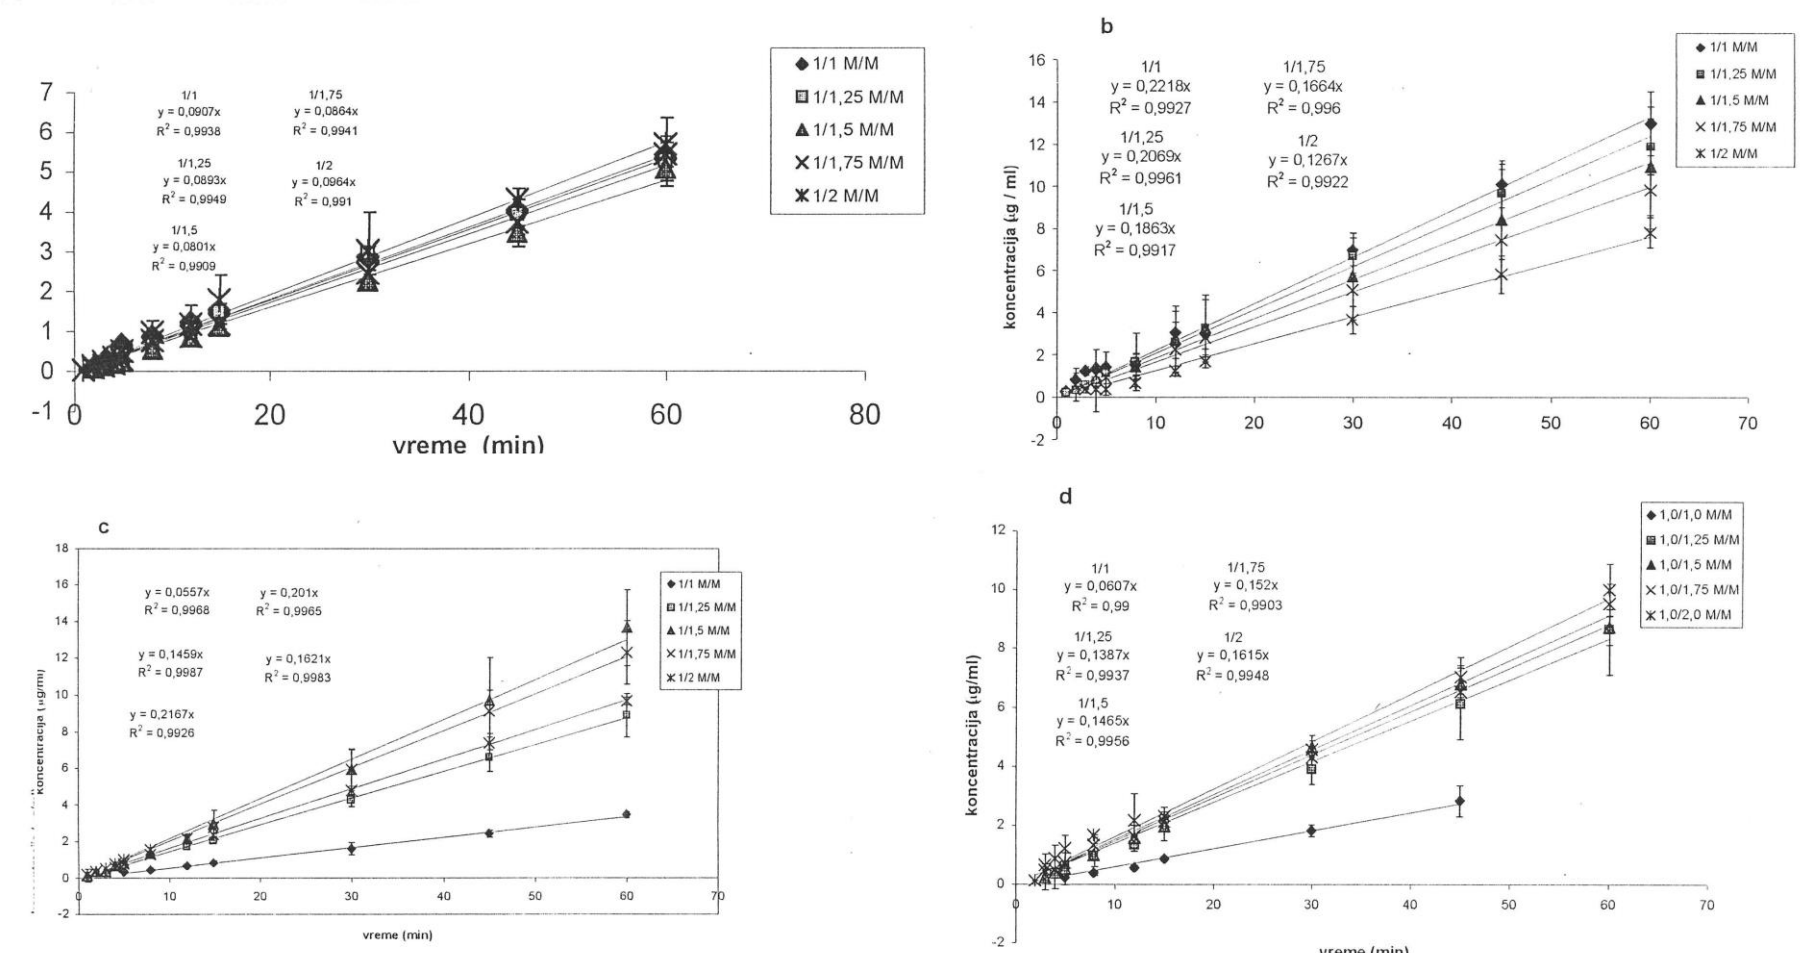 1/1
y = 0,0907x
R² = 0,9938
1/1,75
y = 0,0864x
R² = 0,9941
1/1,25
y = 0,0893x
R² = 0,9949
1/2
y = 0,0964x
R² = 0,991
1/1,5
y = 0,0801x
R² = 0,9909
1/1 M/M
1/1,25 M/M
1/1,5 M/M
1/1,75 M/M
1/2 M/M
7
6
5
4
3
2
1
0
-1
0 20 40 60 80
vreme (min)
b
1/1
y = 0,2218x
R² = 0,9927
1/1,75
y = 0,1664x
R² = 0,996
1/1,25
y = 0,2069x
R² = 0,9961
1/2
y = 0,1267x
R² = 0,9922
1/1,5
y = 0,1863x
R² = 0,9917
1/1 M/M
1/1,25 M/M
1/1,5 M/M
1/1,75 M/M
1/2 M/M
koncentracija (µg / ml)
16
14
12
10
8
6
4
2
0
-2
0 10 20 30 40 50 60 70
c
y = 0,0557x
R² = 0,9968
y = 0,201x
R² = 0,9965
y = 0,1459x
R² = 0,9987
y = 0,1621x
R² = 0,9983
y = 0,2167x
R² = 0,9926
1/1 M/M
1/1,25 M/M
1/1,5 M/M
1/1,75 M/M
1/2 M/M
koncentracija (µg/ml)
18
16
14
12
10
8
6
4
2
0
-2
0 10 20 30 40 50 60 70
vreme (min)
d
1/1
y = 0,0607x
R² = 0,99
1/1,75
y = 0,152x
R² = 0,9903
1/1,25
y = 0,1387x
R² = 0,9937
1/2
y = 0,1615x
R² = 0,9948
1/1,5
y = 0,1465x
R² = 0,9956
1,0/1,0 M/M
1,0/1,25 M/M
1,0/1,5 M/M
1,0/1,75 M/M
1,0/2,0 M/M
koncentracija (µg/ml)
12
10
8
6
4
2
0
-2
0 10 20 30 40 50 60 70
vreme (min)